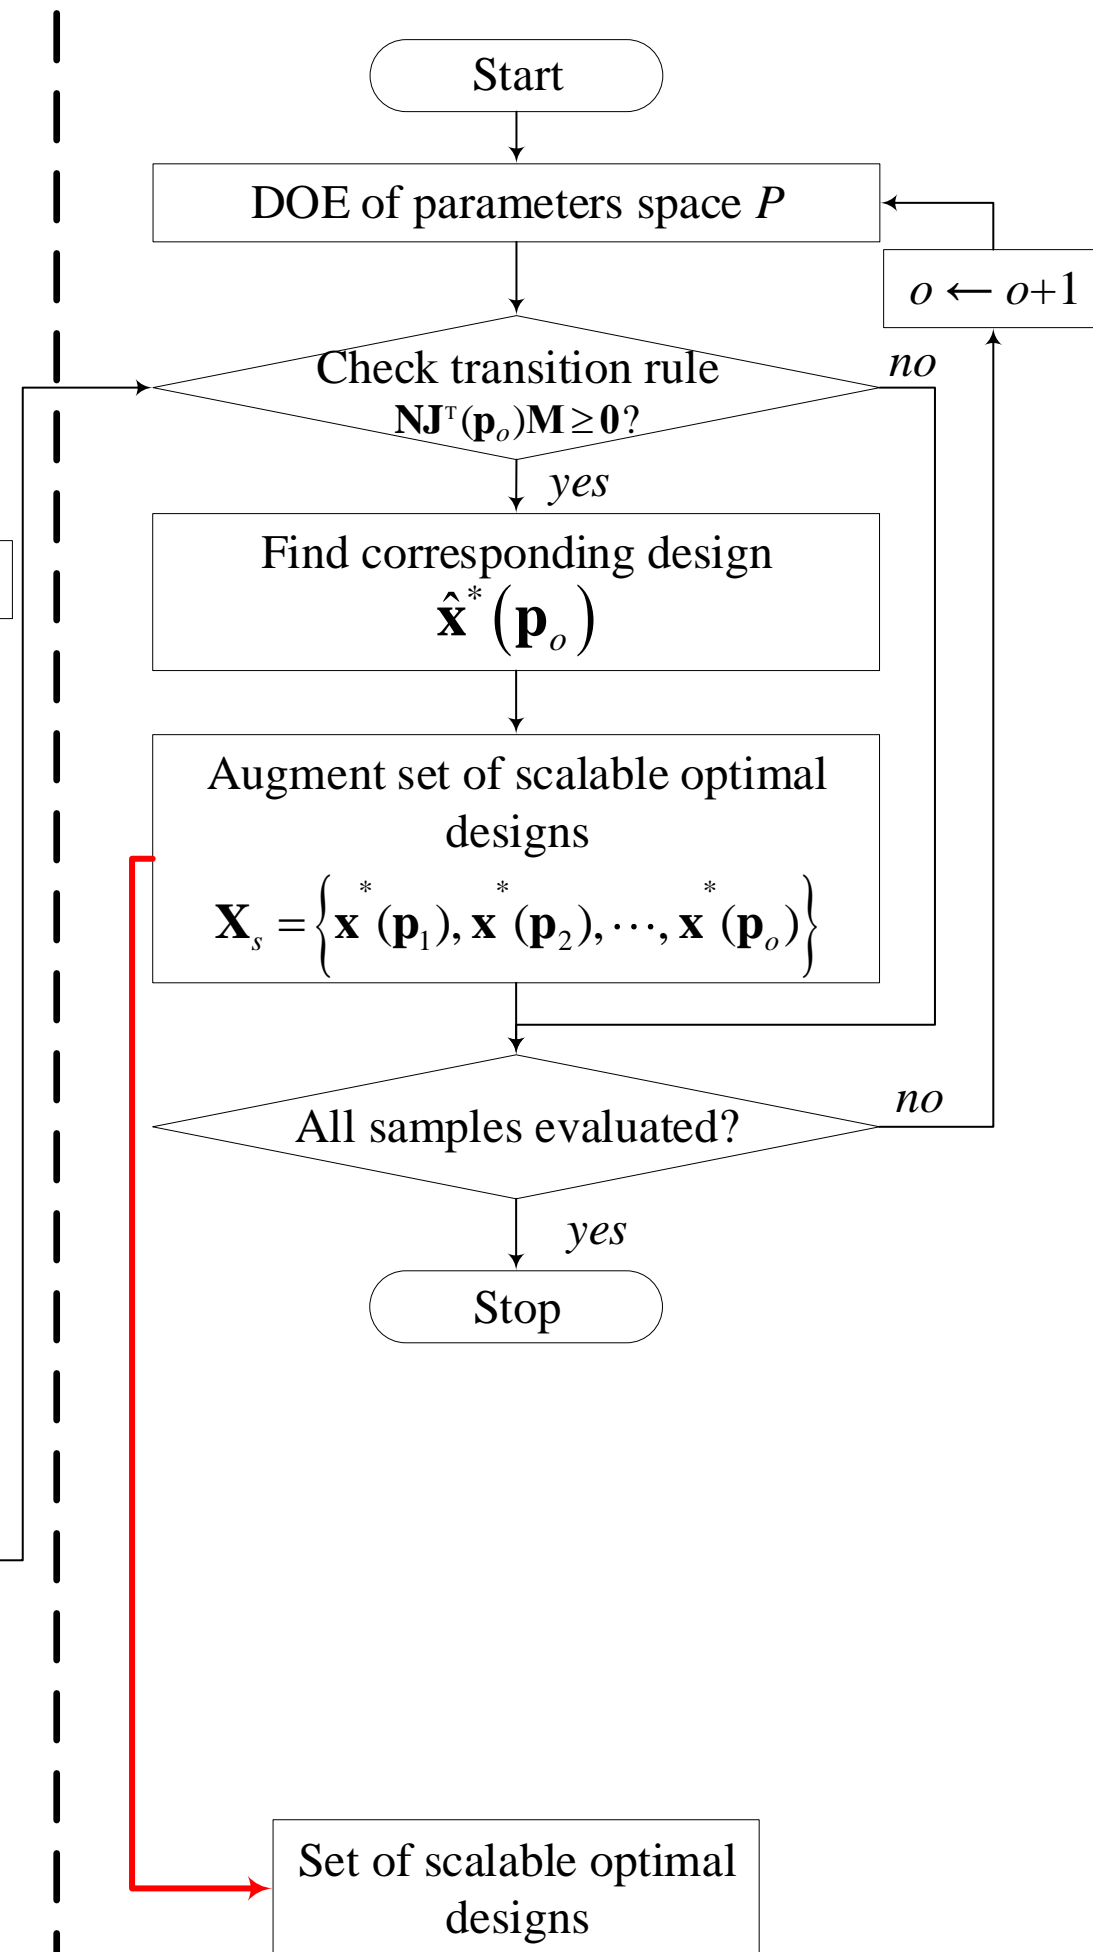 Start
DOE of parameters space P
o ← o+1
Check transition rule
no
NJᵀ(pₒ)M ≥ 0?
yes
Find corresponding design
x̂*(pₒ)
Augment set of scalable optimal
designs
Xₛ = {x*(p₁), x*(p₂), ⋯, x*(pₒ)}
All samples evaluated?
no
yes
Stop
Set of scalable optimal
designs